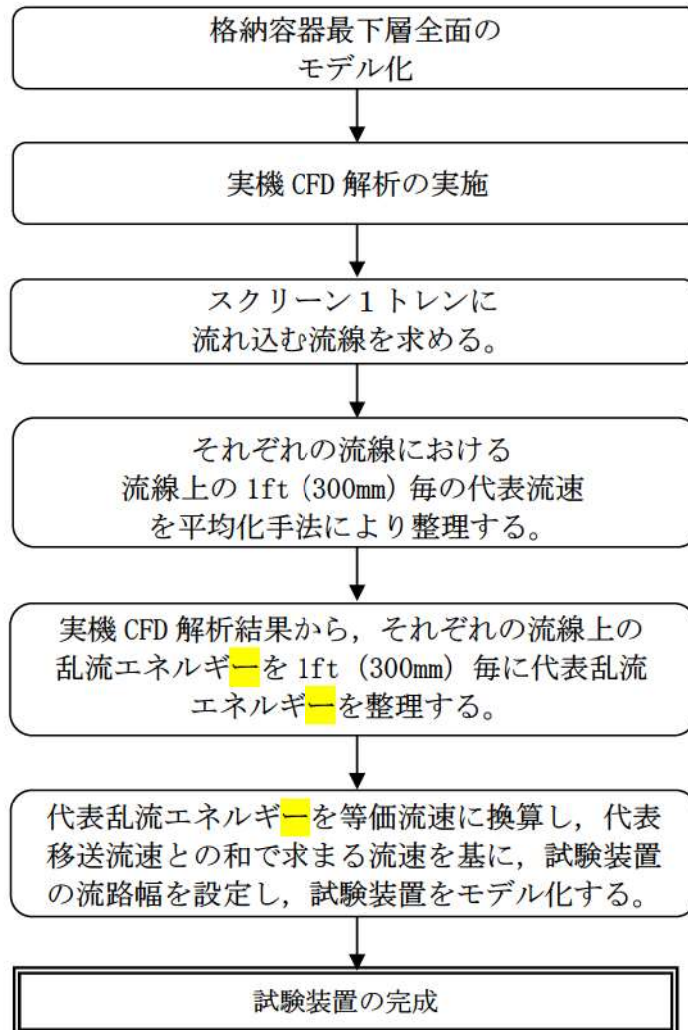 格納容器最下層全面の
モデル化
実機 CFD 解析の実施
スクリーン１トレンに
流れ込む流線を求める。
それぞれの流線における
流線上の 1ft (300mm) 毎の代表流速
を平均化手法により整理する。
実機 CFD 解析結果から，それぞれの流線上の
乱流エネルギーを 1ft (300mm) 毎に代表乱流
エネルギーを整理する。
代表乱流エネルギーを等価流速に換算し，代表
移送流速との和で求まる流速を基に，試験装置
の流路幅を設定し，試験装置をモデル化する。
試験装置の完成